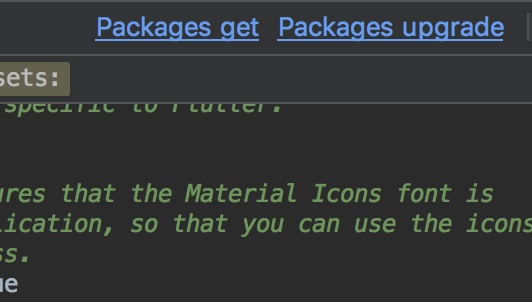 Packages get Packages upgrade
sets:
specific to Flutter.
ures that the Material Icons font is
lication, so that you can use the icons
ss.
ue